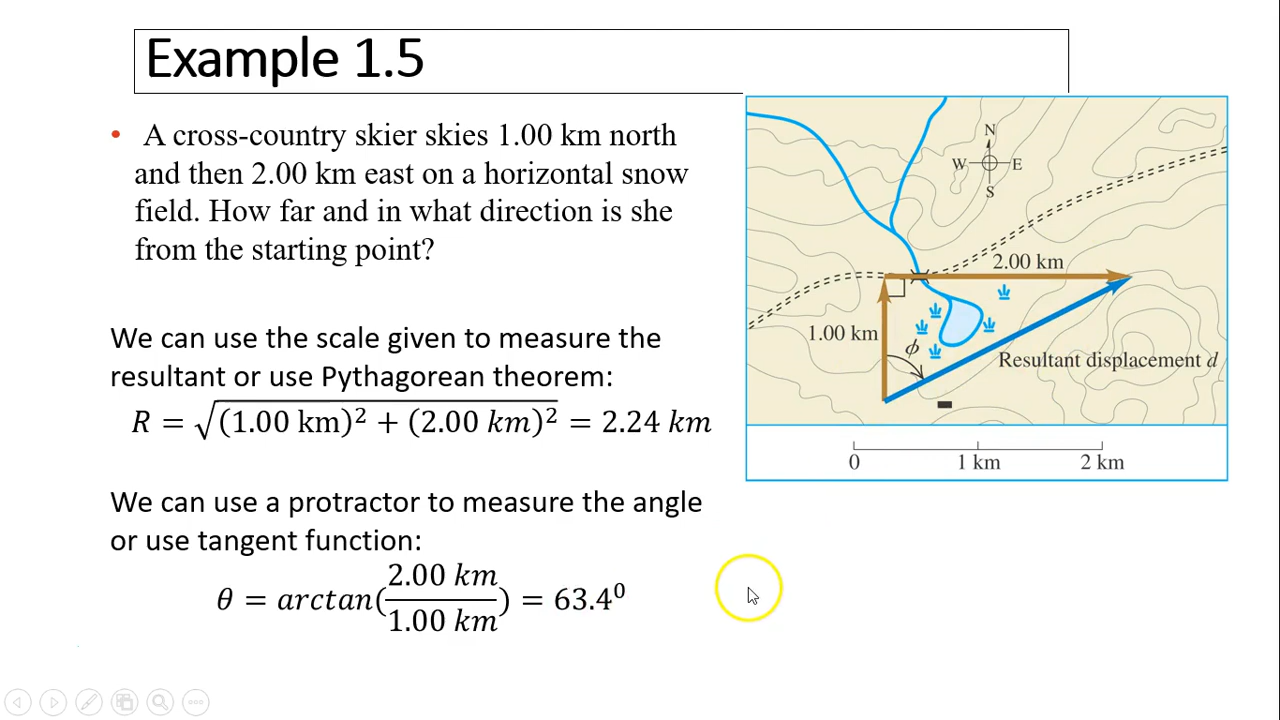 Example 1.5
• A cross-country skier skies 1.00 km north
and then 2.00 km east on a horizontal snow
field. How far and in what direction is she
from the starting point?
We can use the scale given to measure the
resultant or use Pythagorean theorem:
R = √(1.00 km)² + (2.00 km)² = 2.24 km
We can use a protractor to measure the angle
or use tangent function:
θ = arctan(2.00 km / 1.00 km) = 63.4⁰
N
W E
S
2.00 km
1.00 km
ϕ
Resultant displacement d
0 1 km 2 km